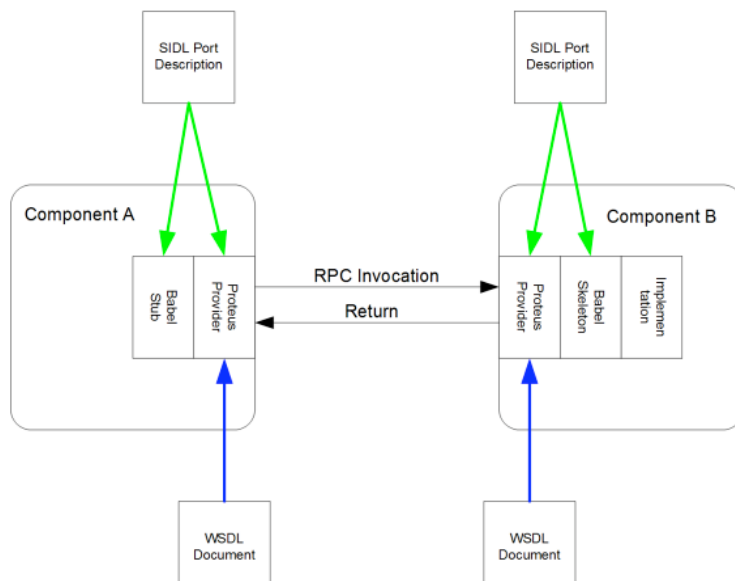 SIDL Port
Description
SIDL Port
Description
Component A
Component B
Babel
Stub
Proteus
Provider
RPC Invocation
Return
Proteus
Provider
Babel
Skeleton
Implemen
tation
WSDL
Document
WSDL
Document